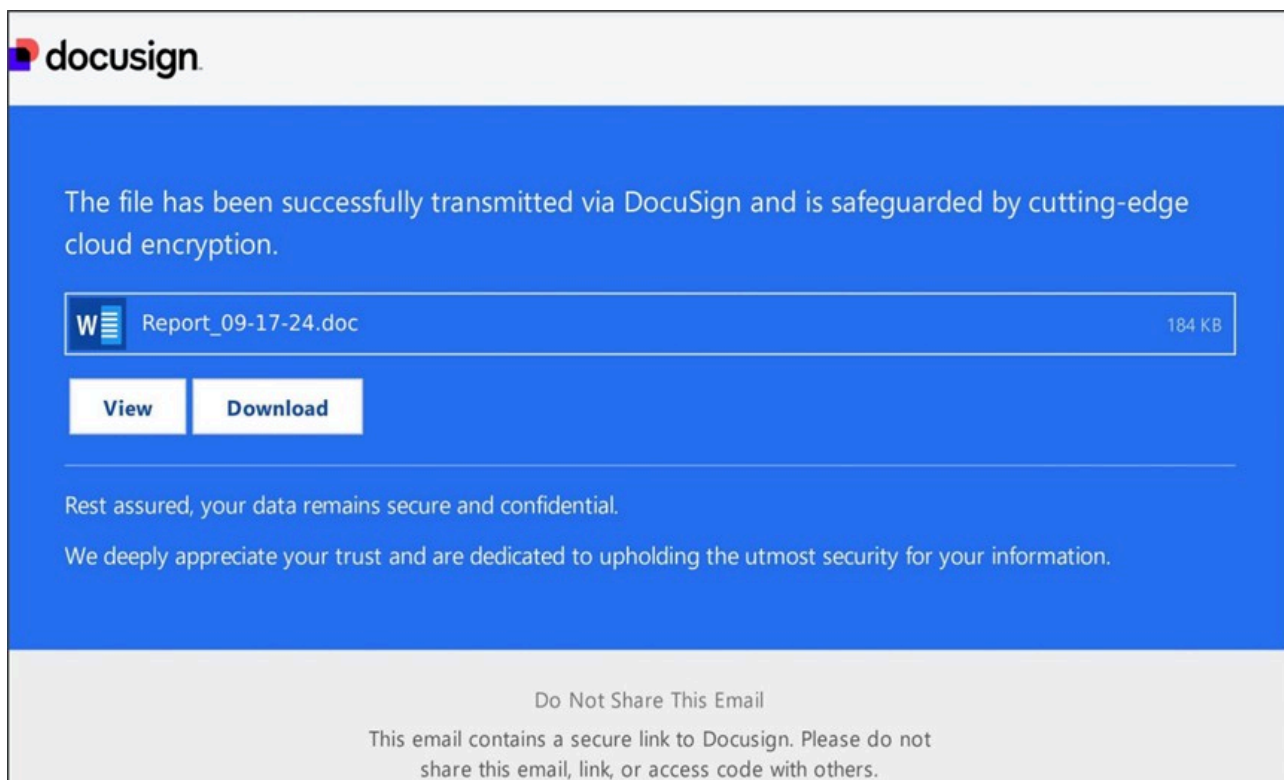 docusign
The file has been successfully transmitted via DocuSign and is safeguarded by cutting-edge
cloud encryption.
W
Report_09-17-24.doc 184 KB
View Download
Rest assured, your data remains secure and confidential.
We deeply appreciate your trust and are dedicated to upholding the utmost security for your information.
Do Not Share This Email
This email contains a secure link to Docusign. Please do not
share this email, link, or access code with others.